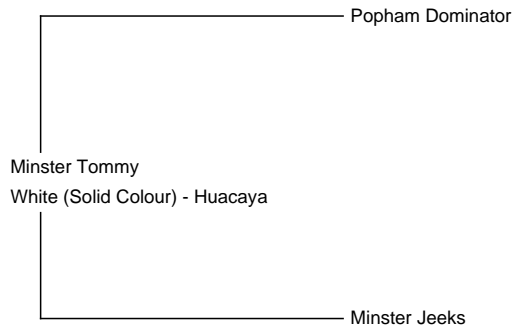 Popham Dominator
Minster Tommy
White (Solid Colour) - Huacaya
Minster Jeeks